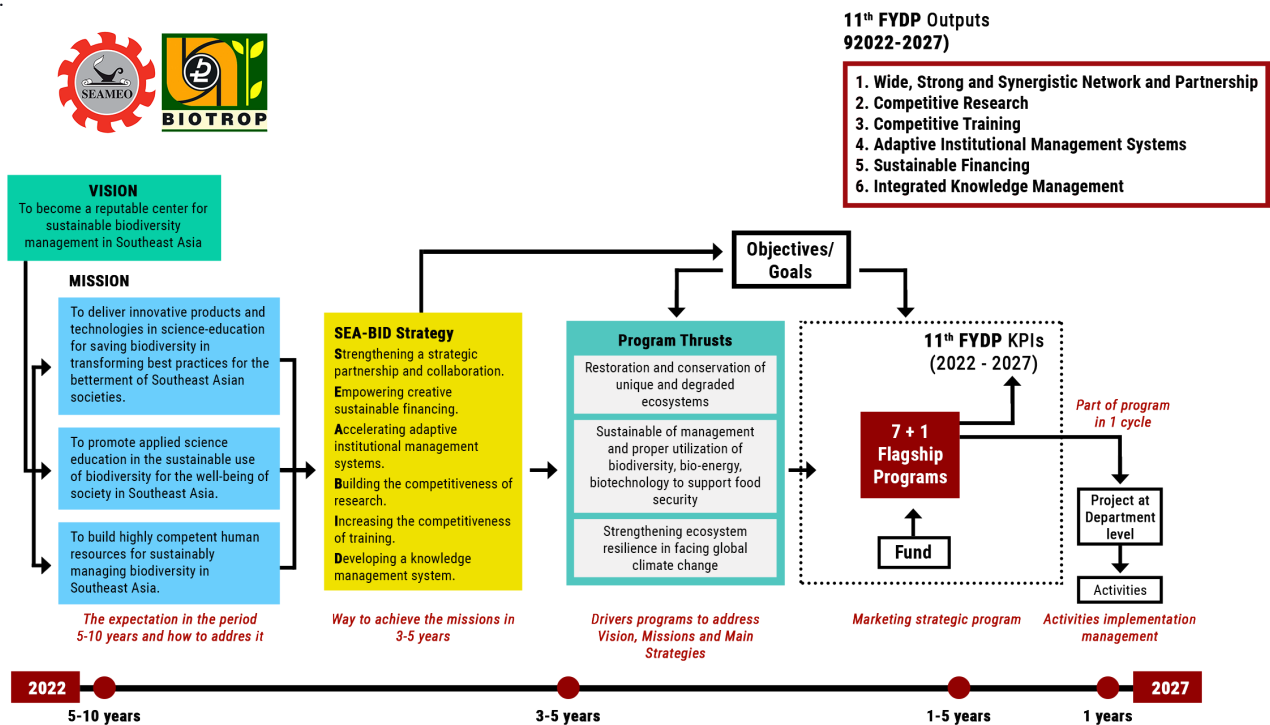 .
11th FYDP Outputs
92022-2027)
1. Wide, Strong and Synergistic Network and Partnership
2. Competitive Research
3. Competitive Training
4. Adaptive Institutional Management Systems
5. Sustainable Financing
6. Integrated Knowledge Management
SEAMEO
BIOTROP
VISION
To become a reputable center for
sustainable biodiversity
management in Southeast Asia
MISSION
To deliver innovative products and
technologies in science-education
for saving biodiversity in
transforming best practices for the
betterment of Southeast Asian
societies.
To promote applied science
education in the sustainable use
of biodiversity for the well-being of
society in Southeast Asia.
To build highly competent human
resources for sustainably
managing biodiversity in
Southeast Asia.
The expectation in the period
5-10 years and how to addres it
SEA-BID Strategy
Strengthening a strategic
partnership and collaboration.
Empowering creative
sustainable financing.
Accelerating adaptive
institutional management
systems.
Building the competitiveness of
research.
Increasing the competitiveness
of training.
Developing a knowledge
management system.
Way to achieve the missions in
3-5 years
Objectives/
Goals
Program Thrusts
Restoration and conservation of
unique and degraded
ecosystems
Sustainable of management
and proper utilization of
biodiversity, bio-energy,
biotechnology to support food
security
Strengthening ecosystem
resilience in facing global
climate change
Drivers programs to address
Vision, Missions and Main
Strategies
11th FYDP KPIs
(2022 - 2027)
7 + 1
Flagship
Programs
Fund
Marketing strategic program
Part of program
in 1 cycle
Project at
Department
level
Activities
Activities implementation
management
2022
2027
5-10 years
3-5 years
1-5 years
1 years